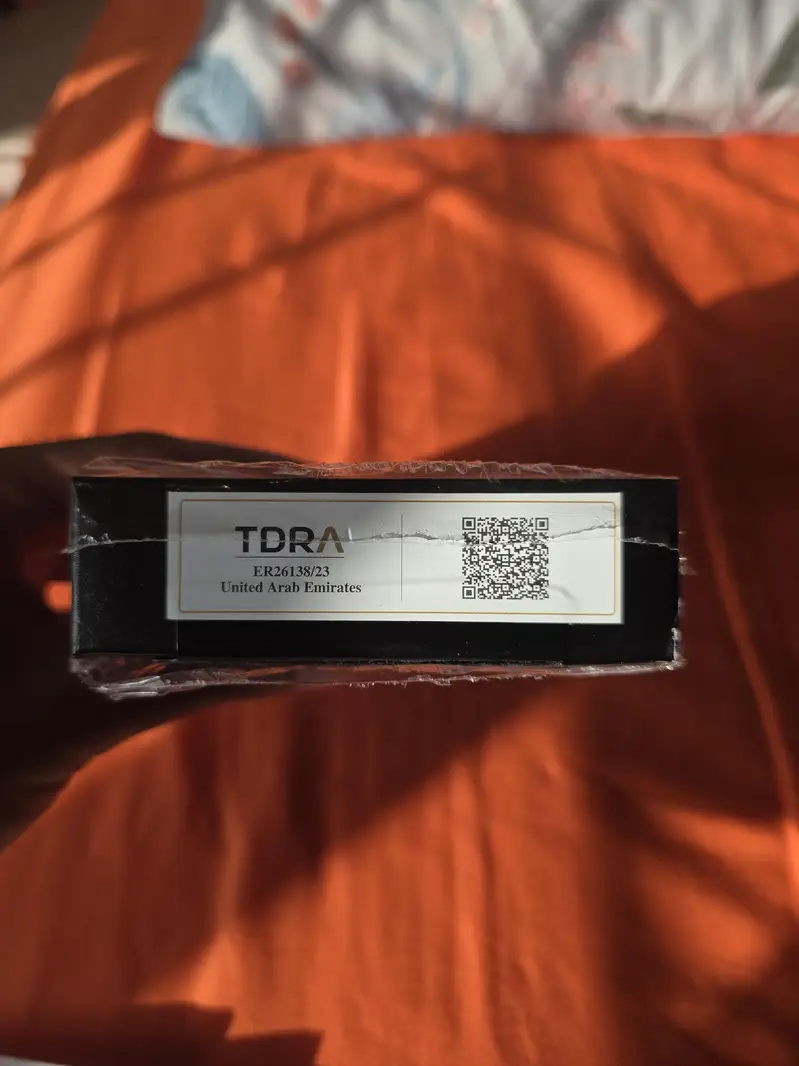 TDRA
ER26138/23
United Arab Emirates